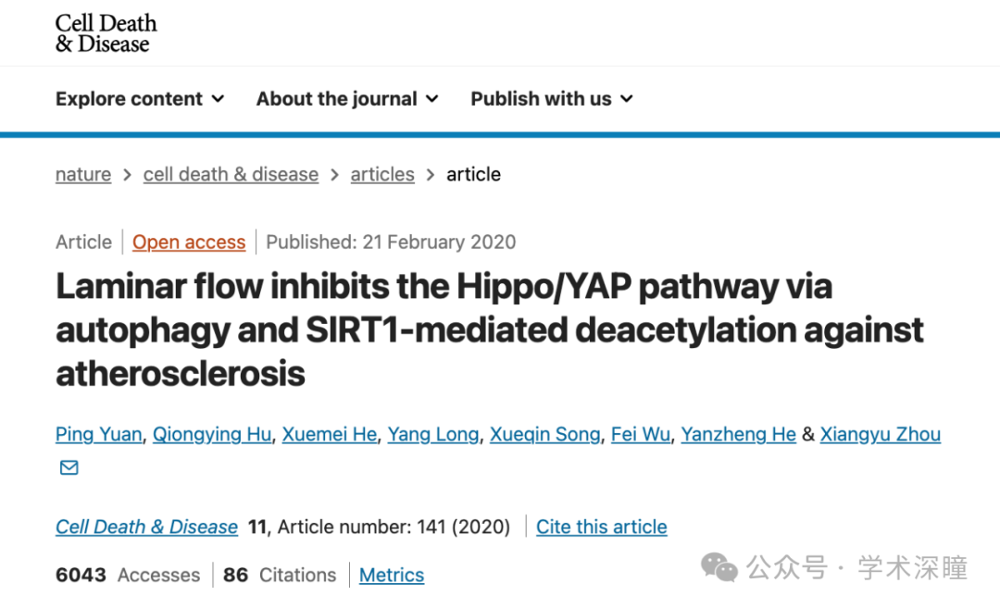 Cell Death
& Disease
Explore content About the journal Publish with us
nature > cell death & disease > articles > article
Article | Open access | Published: 21 February 2020
Laminar flow inhibits the Hippo/YAP pathway via
autophagy and SIRT1-mediated deacetylation against
atherosclerosis
Ping Yuan, Qiongying Hu, Xuemei He, Yang Long, Xueqin Song, Fei Wu, Yanzheng He & Xiangyu Zhou
Cell Death & Disease 11, Article number: 141 (2020) | Cite this article
6043 Accesses | 86 Citations | Metrics
公众号 · 学术深瞳